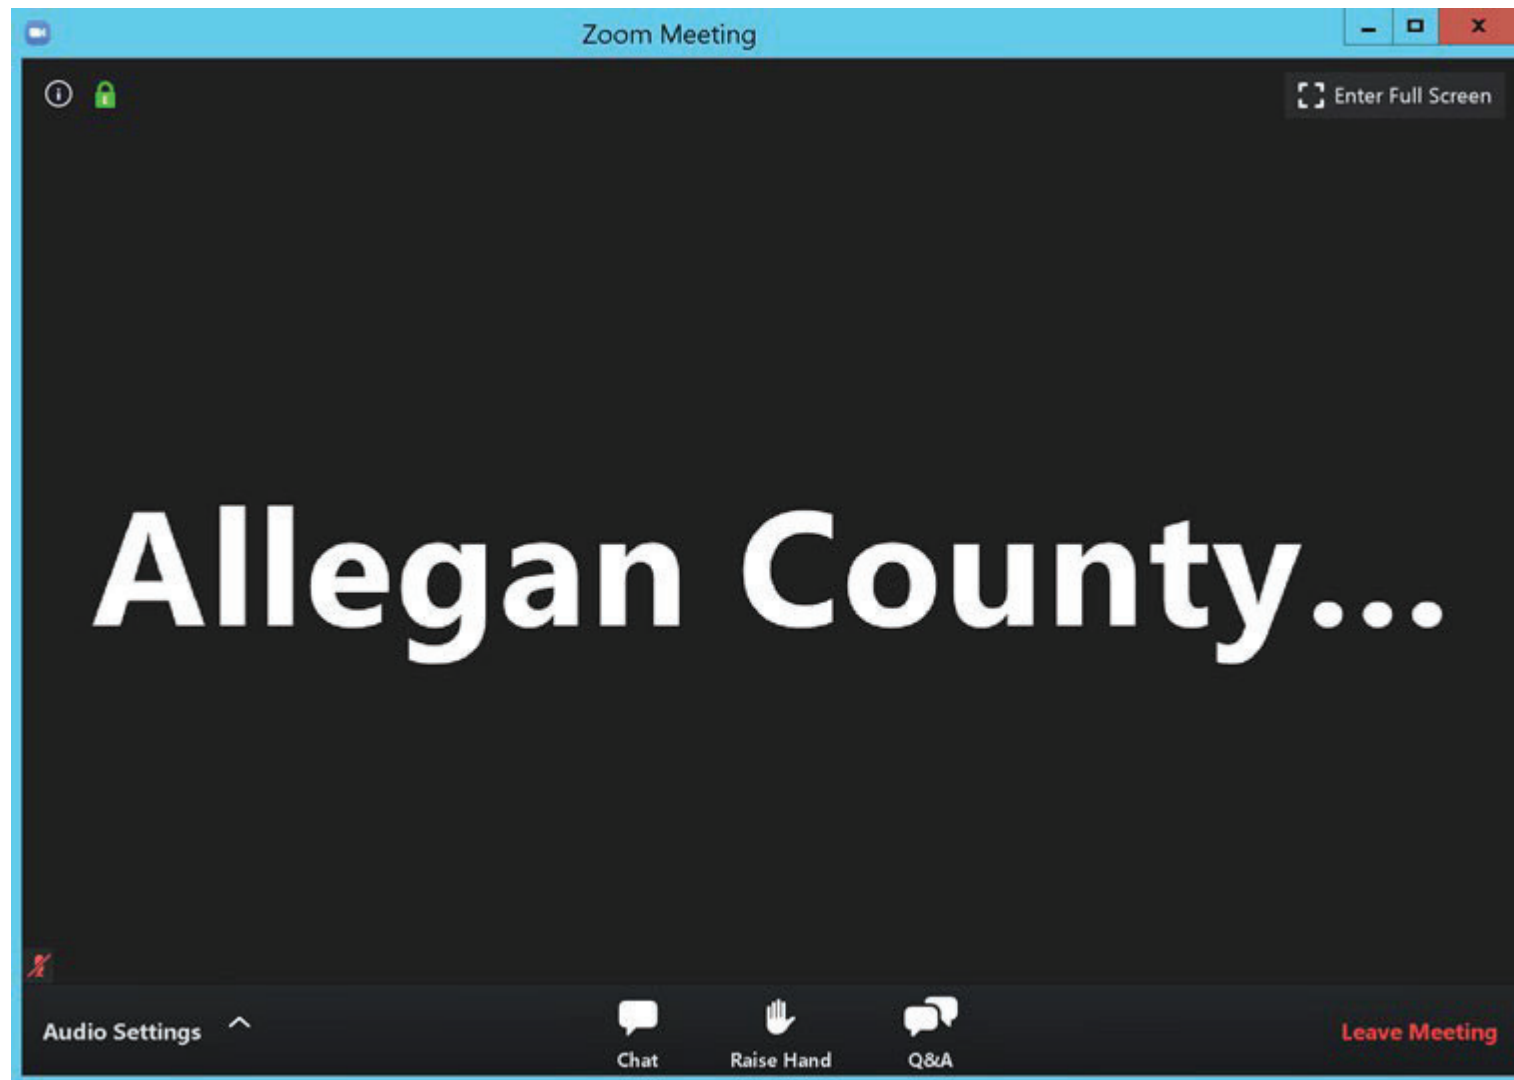 Zoom Meeting
Enter Full Screen
Allegan County...
Audio Settings
Chat
Raise Hand
Q&A
Leave Meeting